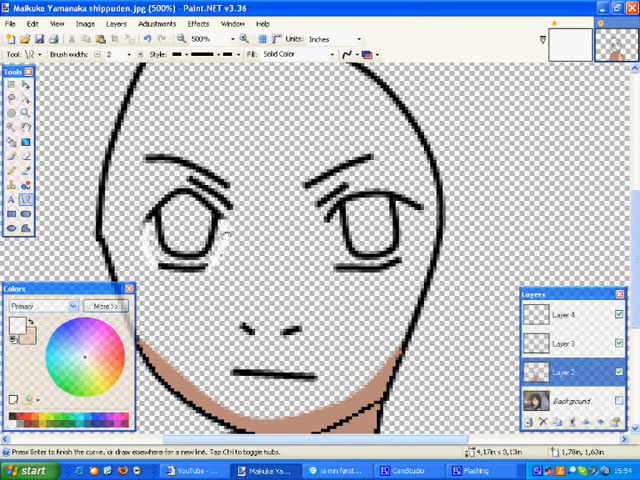 Maikuke Yamanaka shippuden.jpg (500%) - Paint.NET v3.36
File Edit View Image Layers Adjustments Effects Window Help
500% Units: Inches
Tool: Brush width: 2 Style: Fill: Solid Color
Tools
Colors
Primary More >>
Layers
Layer 4
Layer 3
Layer 2
Background
Press Enter to finish the curve, or draw elsewhere for a new line. Tap Ctrl to toggle hubs. 4,17in x 3,13in 1,78in, 1,63in
start YouTube - ... Maikuke Ya... ja min først... CamStudio Flashing 15:54